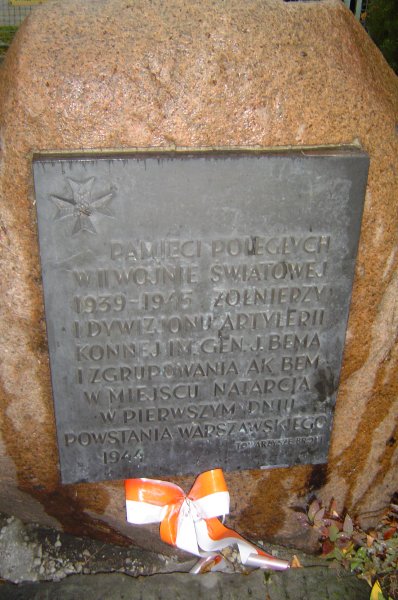 PAMIĘCI POLEGŁYCH
W II WOJNIE ŚWIATOWEJ
1939-1945 ŻOŁNIERZY
I DYWIZJONU ARTYLERII
KONNEJ IM. GEN. J. BEMA
I ZGRUPOWANIA AK BEM
W MIEJSCU NATARCIA
W PIERWSZYM DNIU
POWSTANIA WARSZAWSKIEGO
1944 TOWARZYSZE BRONI